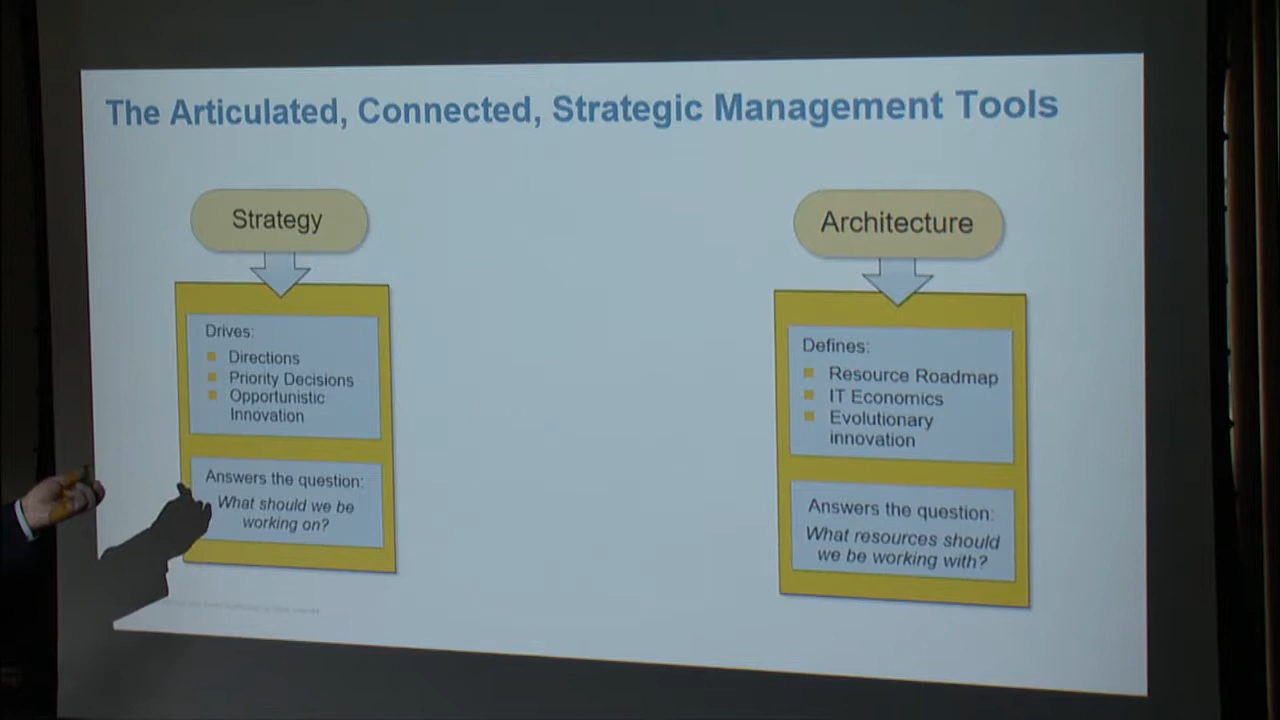 The Articulated, Connected, Strategic Management Tools
Strategy
Drives:
Directions
Priority Decisions
Opportunistic
Innovation
Answers the question:
What should we be
working on?
Architecture
Defines:
Resource Roadmap
IT Economics
Evolutionary
innovation
Answers the question:
What resources should
we be working with?